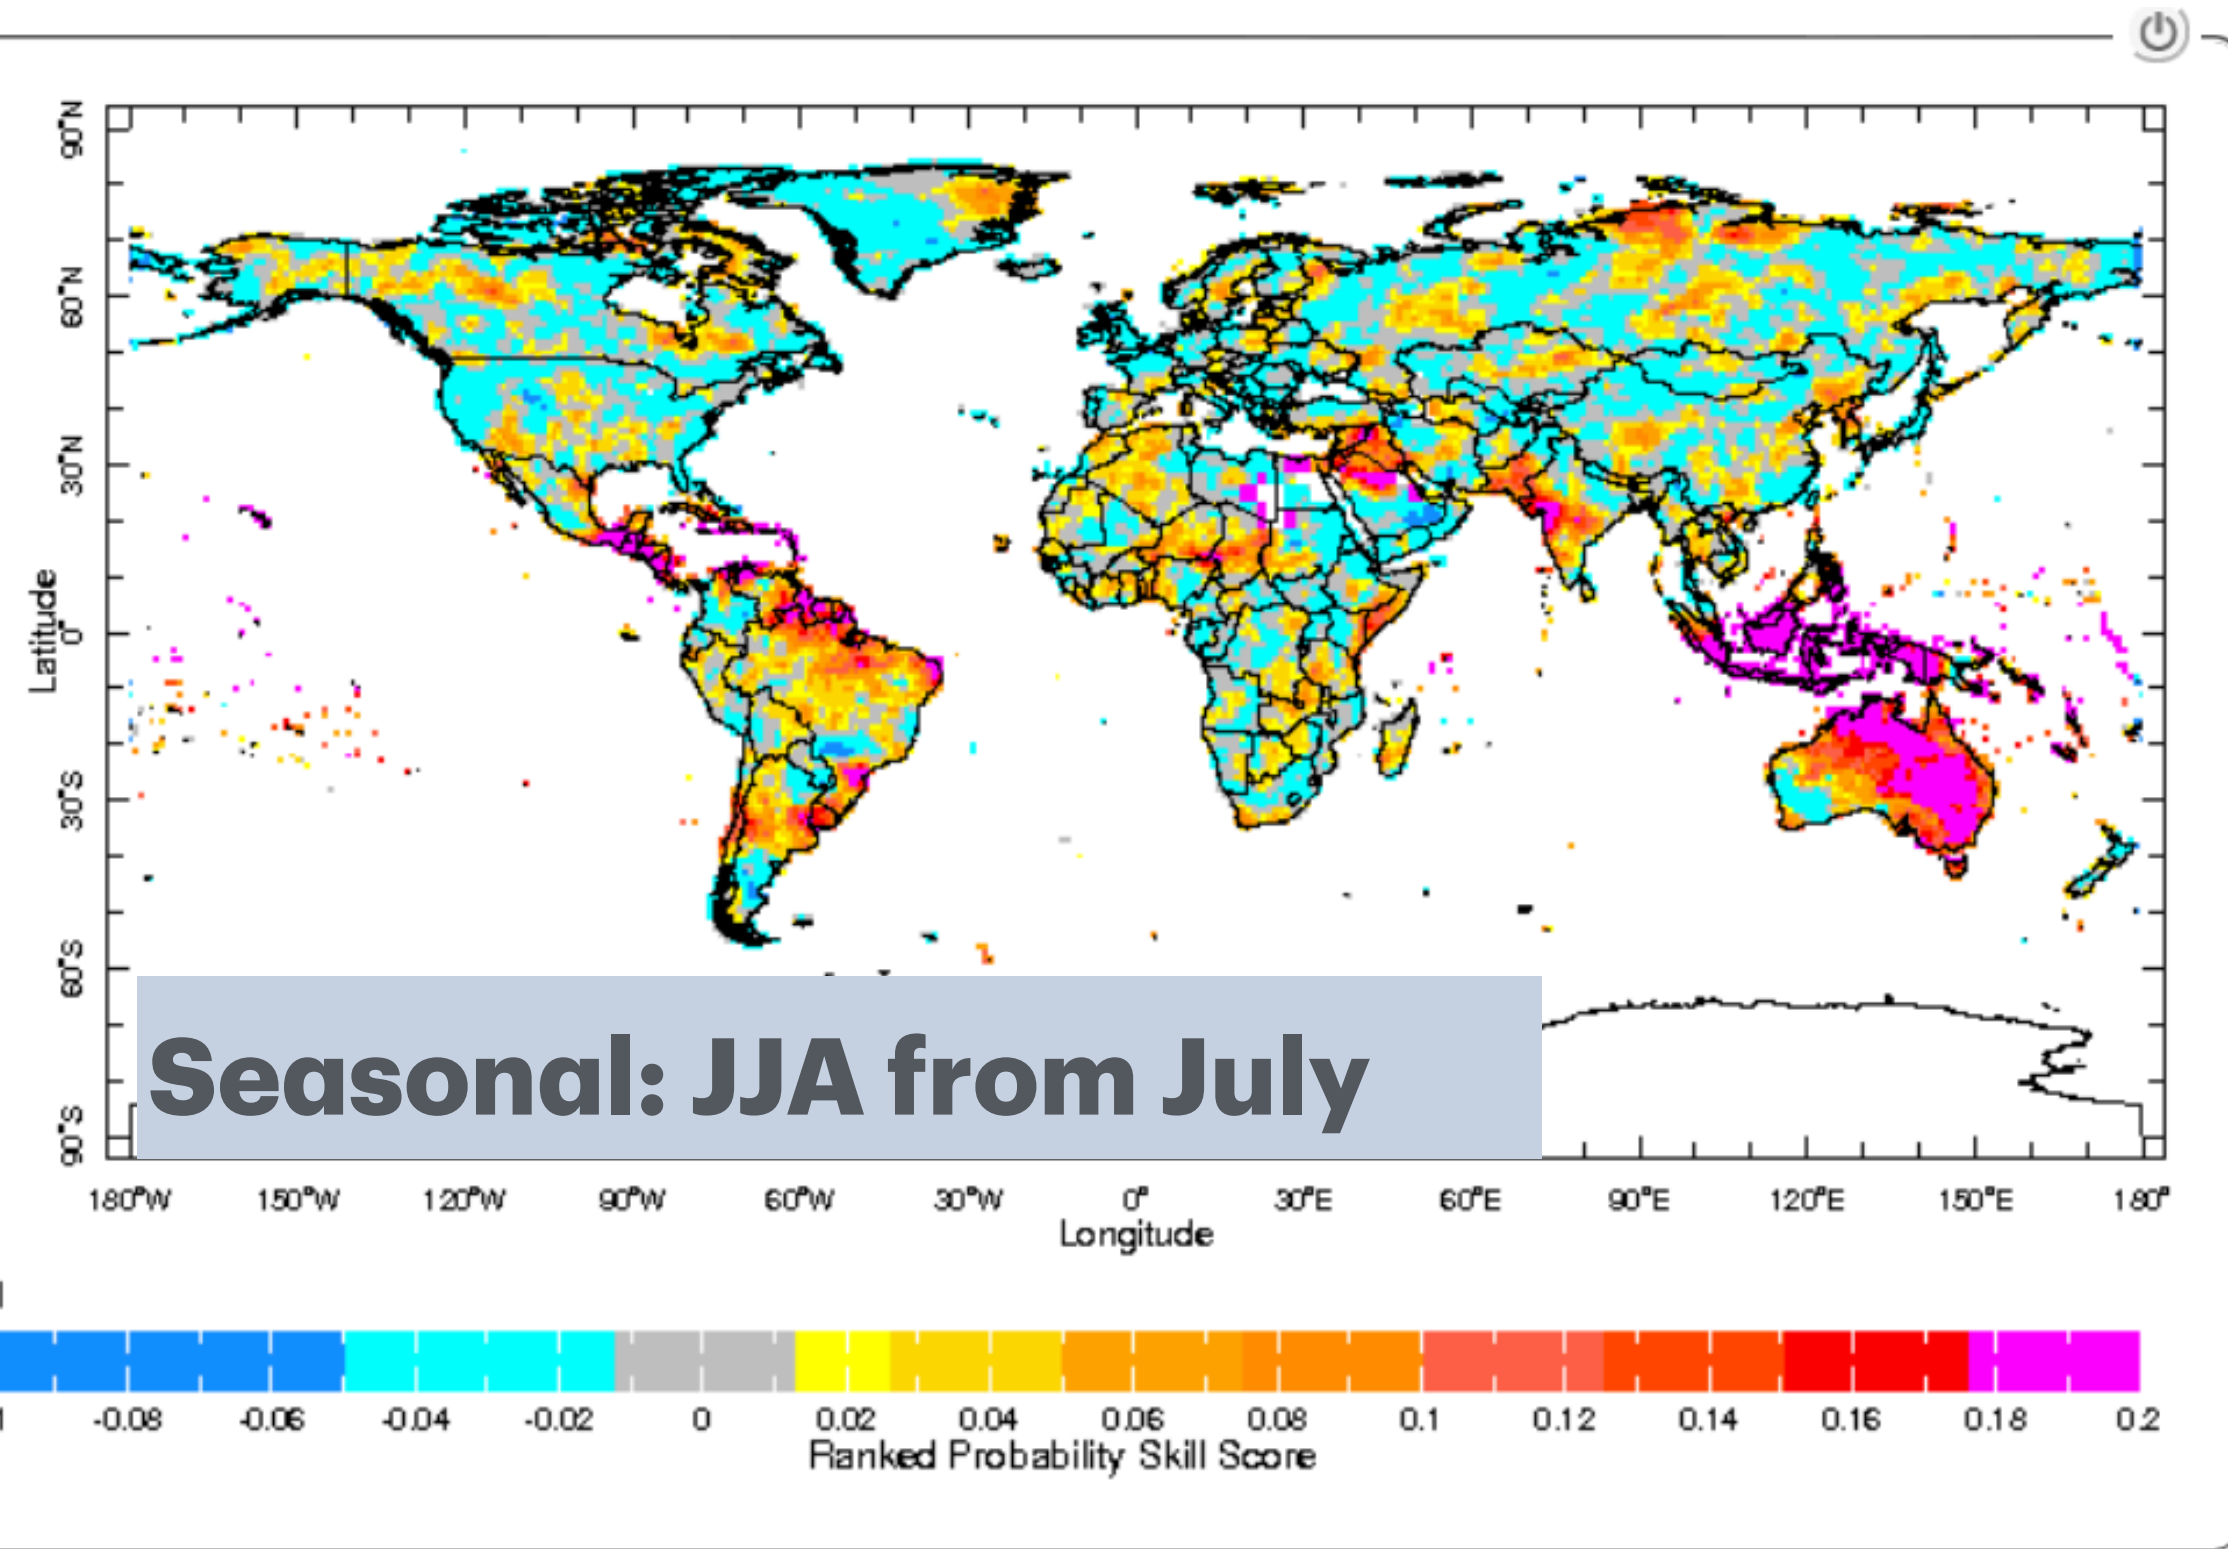 90°N
60°N
30°N
0°
30°S
60°S
90°S
Latitude
Seasonal: JJA from July
180°W 150°W 120°W 90°W 60°W 30°W 0° 30°E 60°E 90°E 120°E 150°E 180°
Longitude
-0.08 -0.06 -0.04 -0.02 0 0.02 0.04 0.06 0.08 0.1 0.12 0.14 0.16 0.18 0.2
Ranked Probability Skill Score